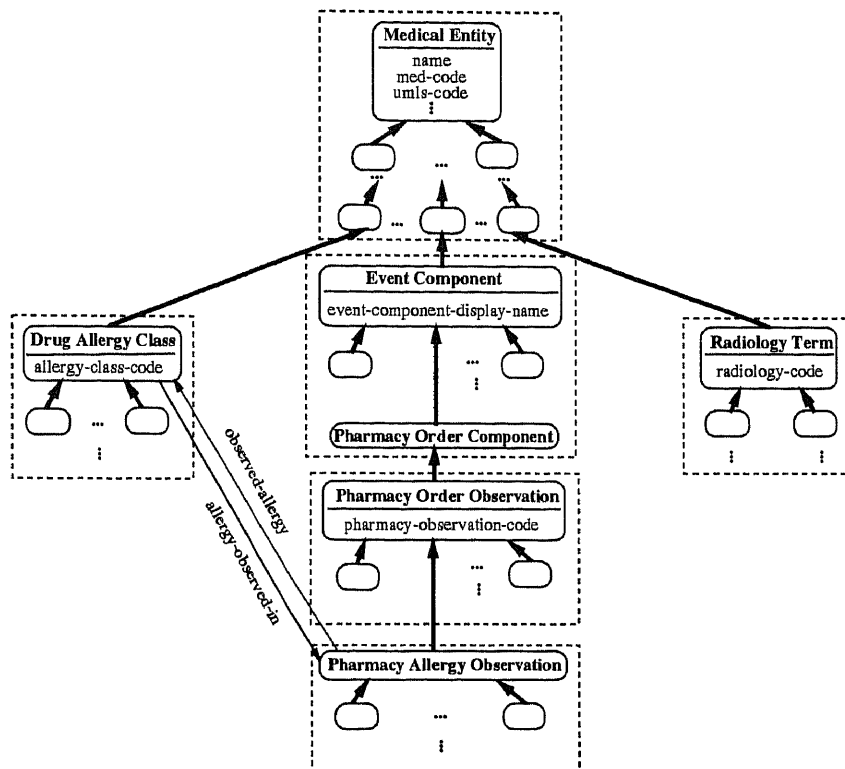 Medical Entity
name
med-code
umls-code
Event Component
event-component-display-name
Drug Allergy Class
allergy-class-code
Radiology Term
radiology-code
Pharmacy Order Component
observed-allergy
allergy-observed-in
Pharmacy Order Observation
pharmacy-observation-code
Pharmacy Allergy Observation